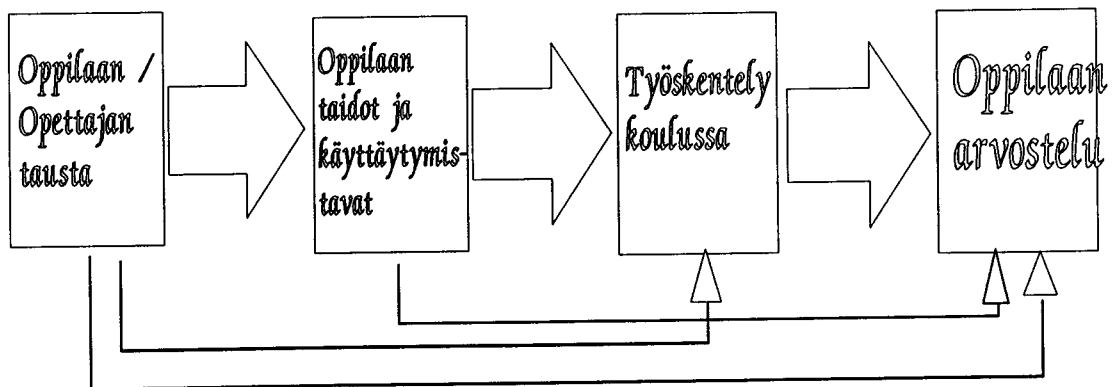 Oppilaan /
Opettajan
tausta
Oppilaan
taidot ja
käyttäytymis-
tavat
Työskentely
koulussa
Oppilaan
arvostelu